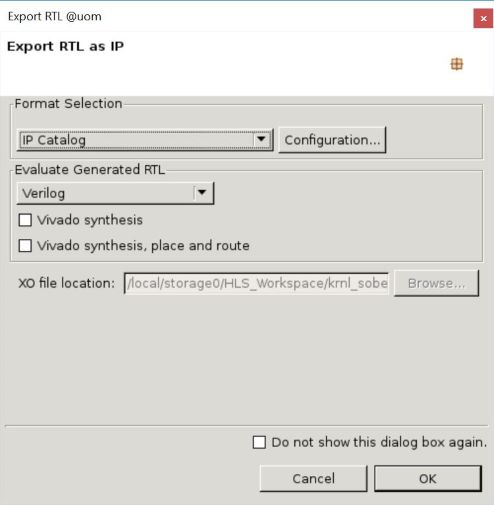 Export RTL @uom
Export RTL as IP
Format Selection
IP Catalog
Configuration...
Evaluate Generated RTL
Verilog
Vivado synthesis
Vivado synthesis, place and route
XO file location: /local/storage0/HLS_Workspace/krnl_sobe Browse...
Do not show this dialog box again.
Cancel OK